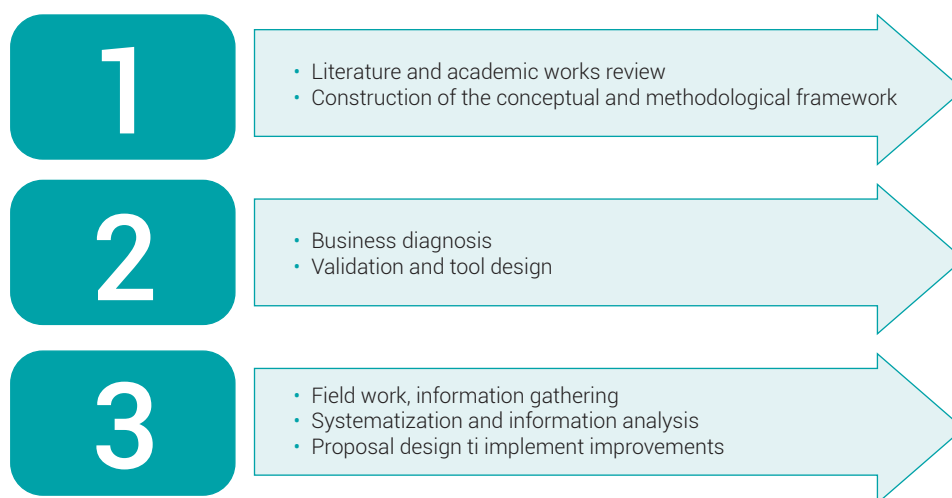 1
• Literature and academic works review
• Construction of the conceptual and methodological framework
2
• Business diagnosis
• Validation and tool design
3
• Field work, information gathering
• Systematization and information analysis
• Proposal design ti implement improvements